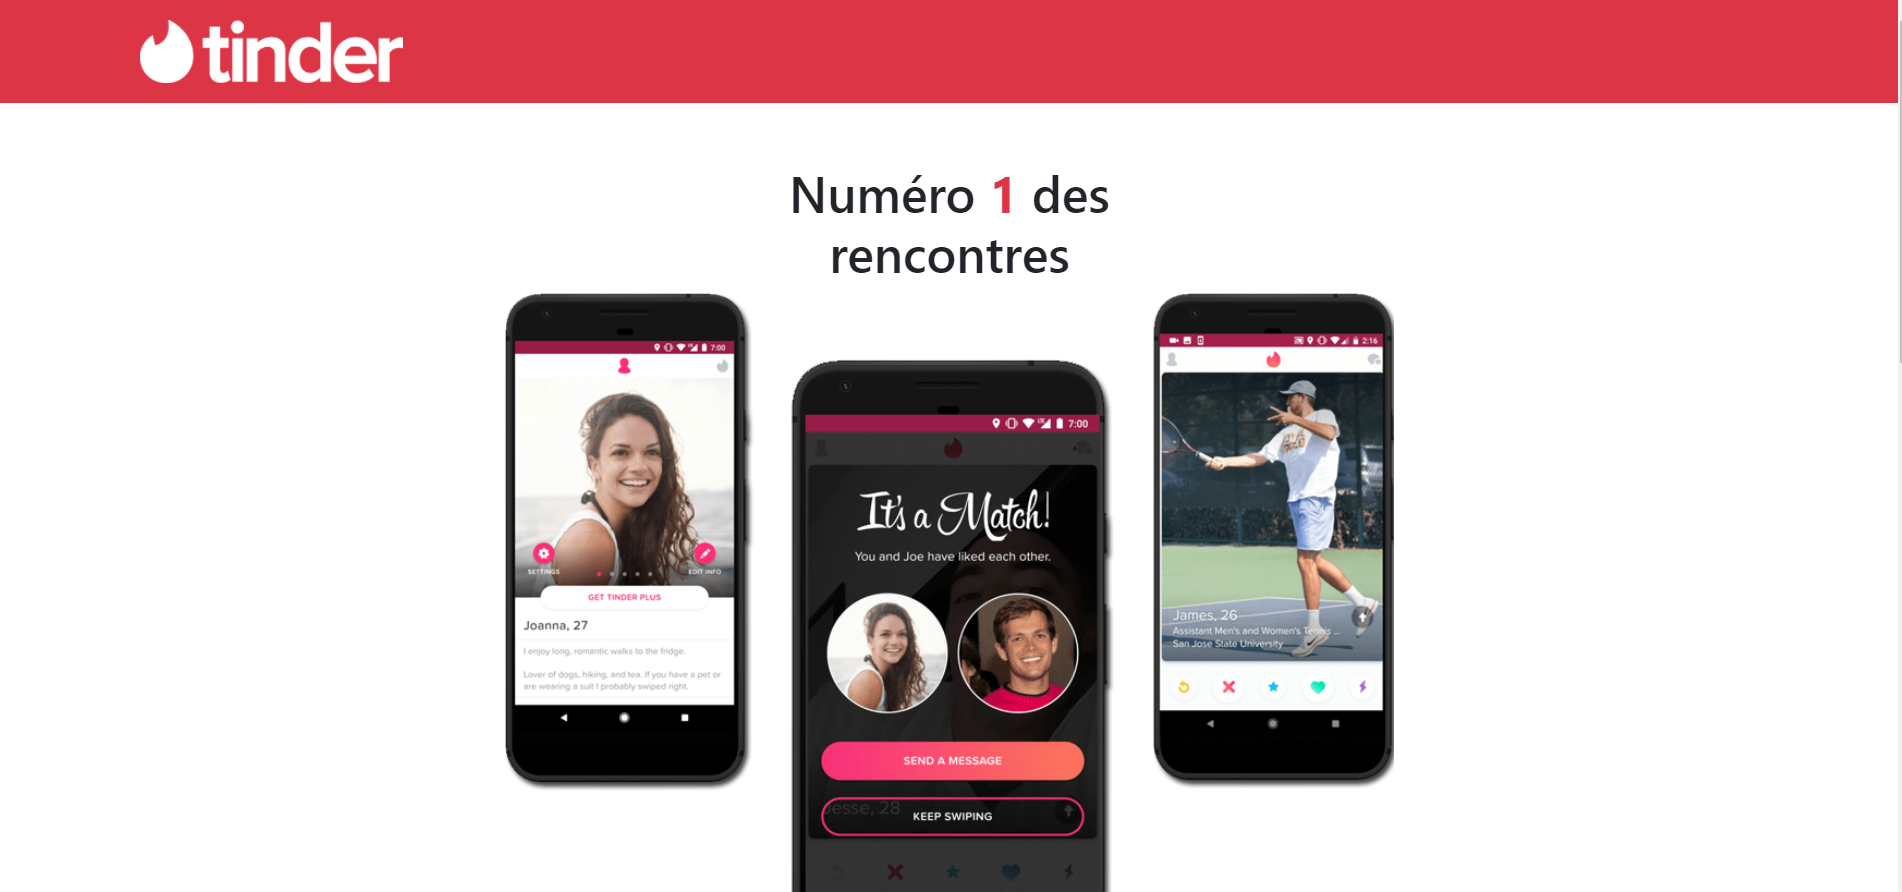 tinder
Numéro 1 des
rencontres
7:00
SETTINGS
EDIT INFO
GET TINDER PLUS
Joanna, 27
I enjoy long, romantic walks to the fridge.
Lover of dogs, hiking, and tea. If you have a pet or
are wearing a suit I probably swiped right.
7:00
It's a Match!
You and Joe have liked each other.
SEND A MESSAGE
Jesse, 28
KEEP SWIPING
2:16
James, 26
Assistant Men's and Women's Tennis ...
San Jose State University